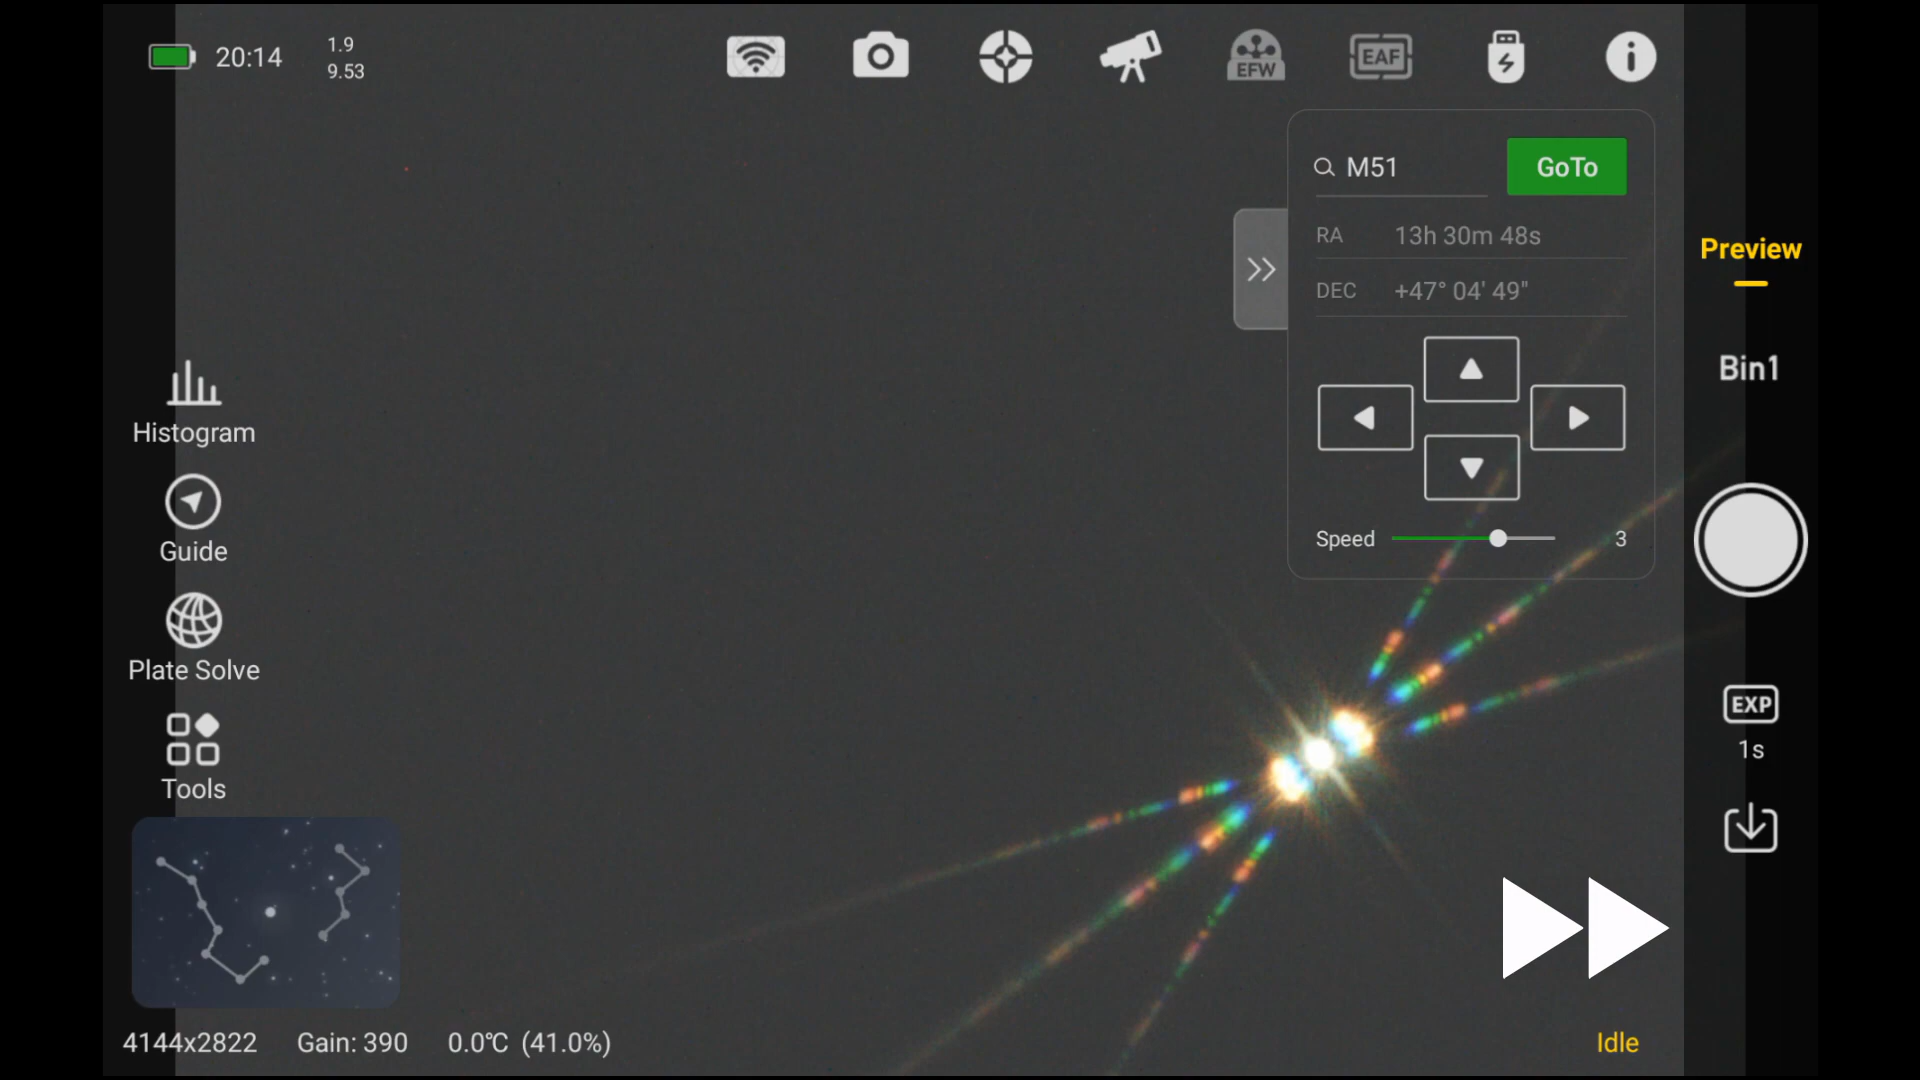 20:14
1.9
9.53
EFW
EAF
M51
GoTo
RA 13h 30m 48s
DEC +47° 04' 49"
Speed 3
Preview
Bin1
EXP
1s
Histogram
Guide
Plate Solve
Tools
4144x2822 Gain: 390 0.0℃ (41.0%)
Idle